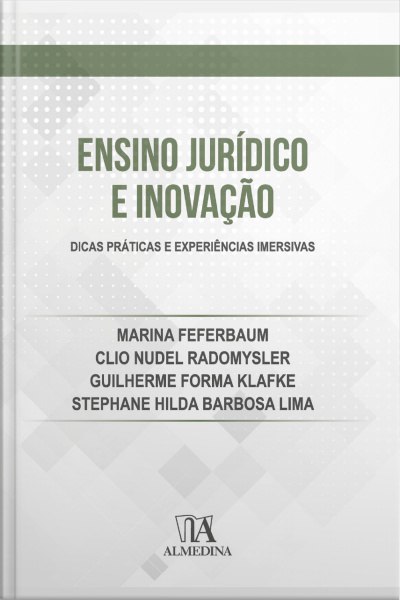 ENSINO JURÍDICO
E INOVAÇÃO
DICAS PRÁTICAS E EXPERIÊNCIAS IMERSIVAS
MARINA FEFERBAUM
CLIO NUDEL RADOMYSLER
GUILHERME FORMA KLAFKE
STEPHANE HILDA BARBOSA LIMA
ALMEDINA